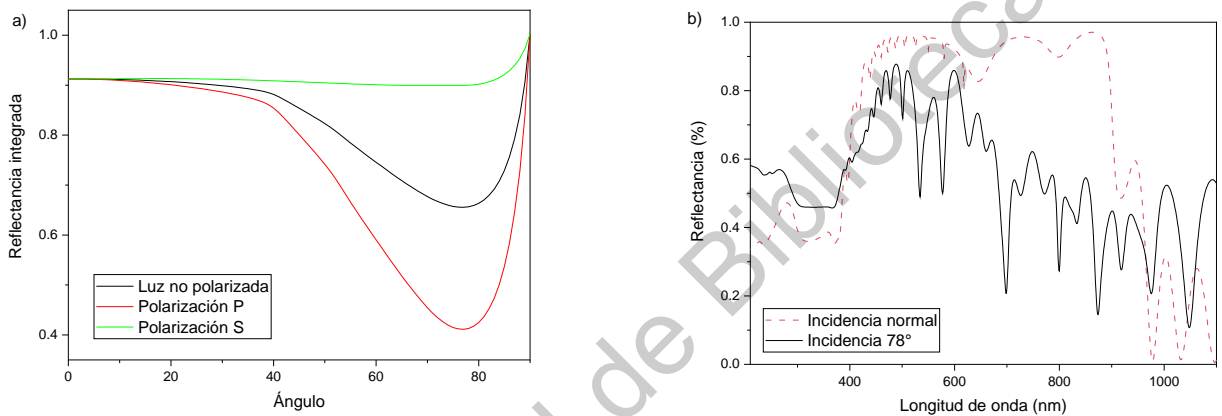 a)
Reflectancia integrada
1.0
0.8
0.6
0.4
0
20
40
60
80
Ángulo
Luz no polarizada
Polarización P
Polarización S
b)
Reflectancia (%)
1.0
0.8
0.6
0.4
0.2
0.0
400
600
800
1000
Longitud de onda (nm)
Incidencia normal
Incidencia 78°
l de Biblioteca